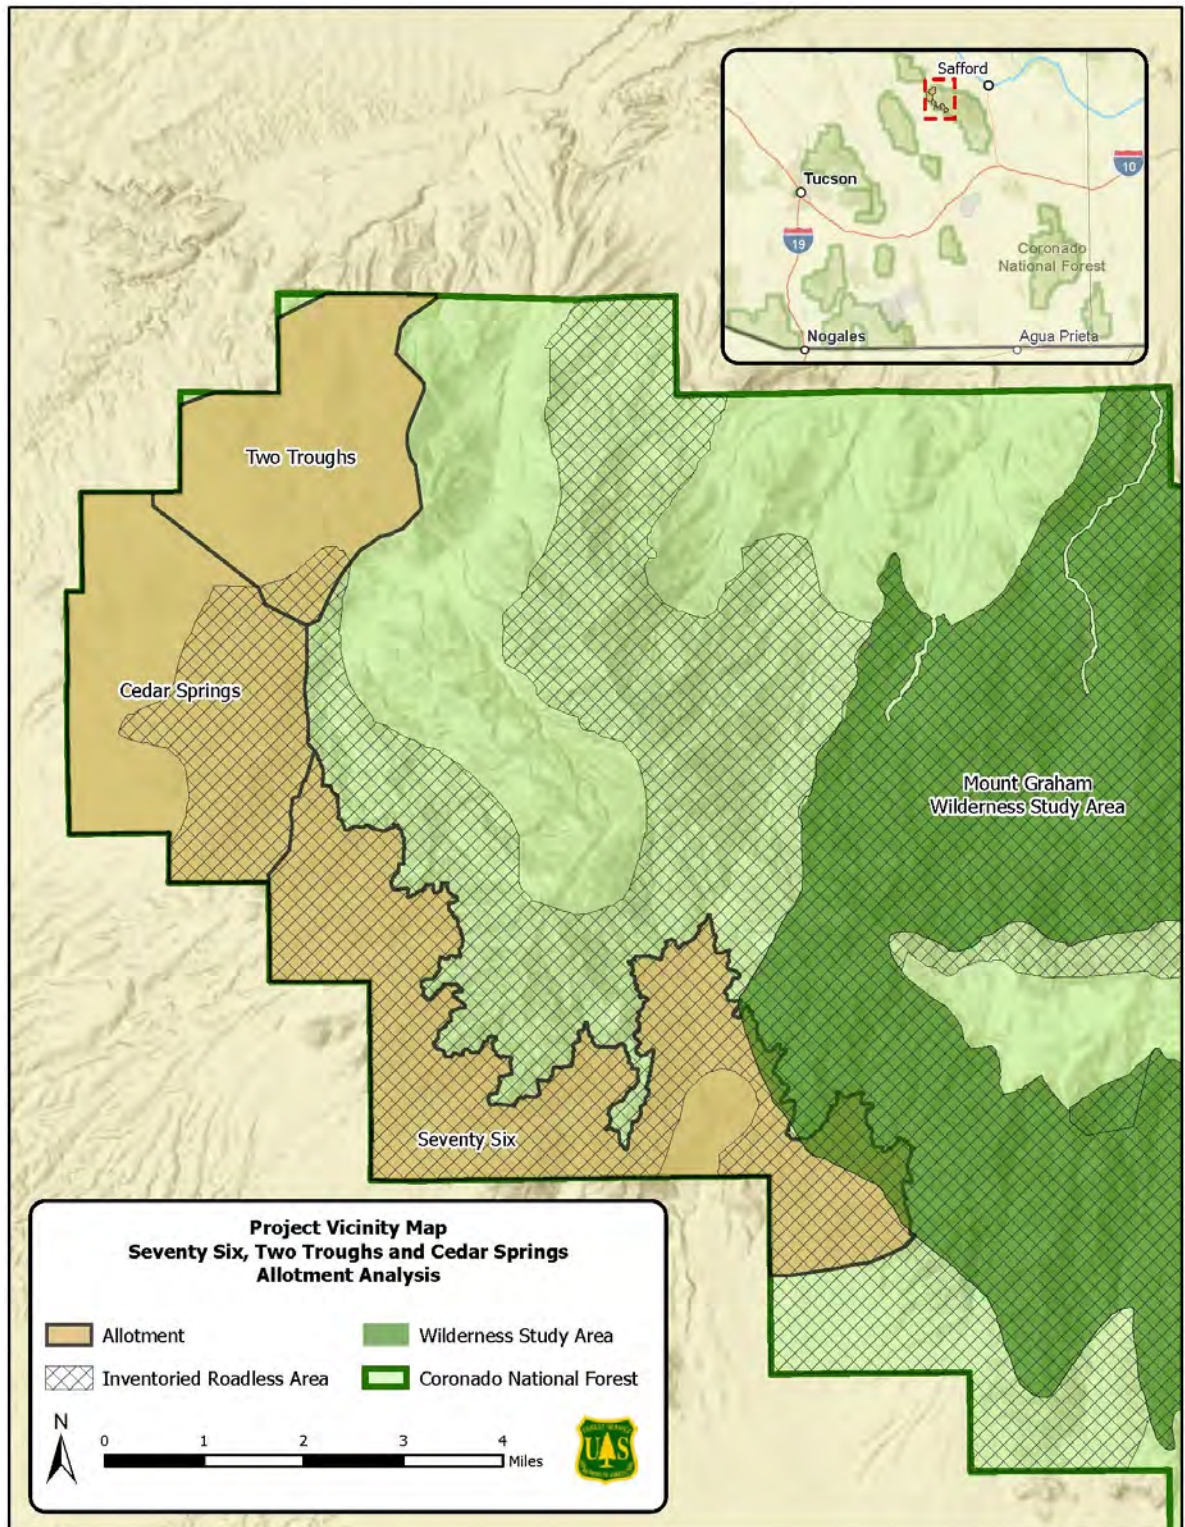 Safford
10
Tucson
19
Coronado
National Forest
Nogales
Agua Prieta
Two Troughs
Cedar Springs
Mount Graham
Wilderness Study Area
Seventy Six
Project Vicinity Map
Seventy Six, Two Troughs and Cedar Springs
Allotment Analysis
Allotment
Wilderness Study Area
Inventoried Roadless Area
Coronado National Forest
N
0 1 2 3 4
Miles
FOREST SERVICE
U S